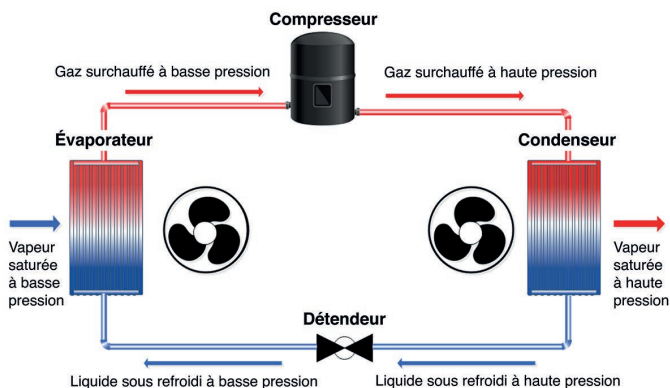 Compresseur
Gaz surchauffé à basse pression
Gaz surchauffé à haute pression
Évaporateur
Condenseur
Vapeur
saturée
à basse
pression
Vapeur
saturée
à haute
pression
Détendeur
Liquide sous refroidi à basse pression
Liquide sous refroidi à haute pression